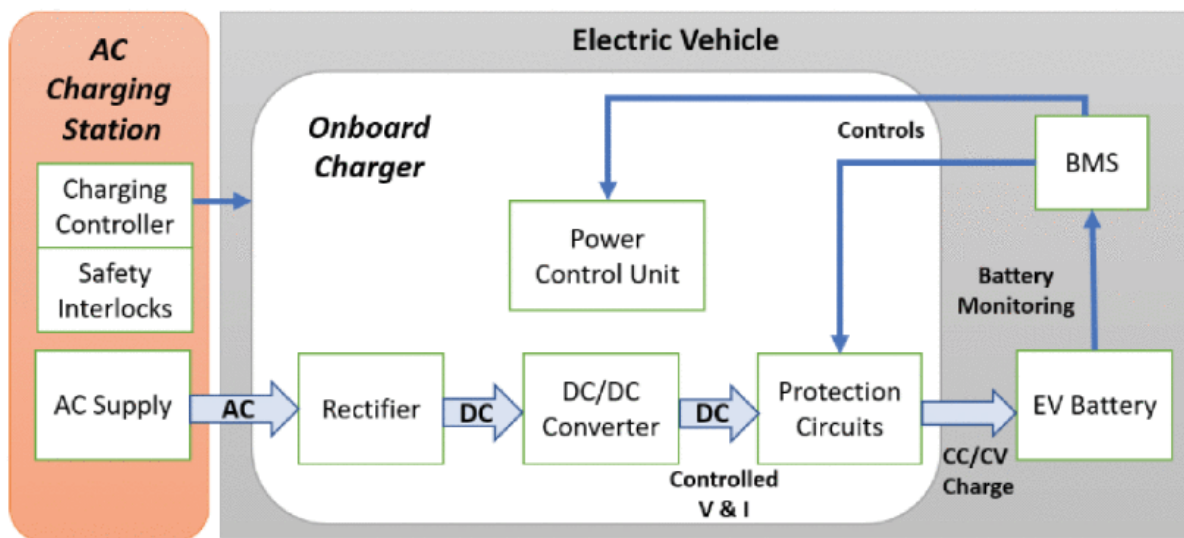 AC
Charging
Station
Charging
Controller
Safety
Interlocks
AC Supply
AC
Electric Vehicle
Onboard
Charger
Controls
BMS
Power
Control Unit
Battery
Monitoring
Rectifier
DC
DC/DC
Converter
DC
Controlled
V & I
Protection
Circuits
CC/CV
Charge
EV Battery